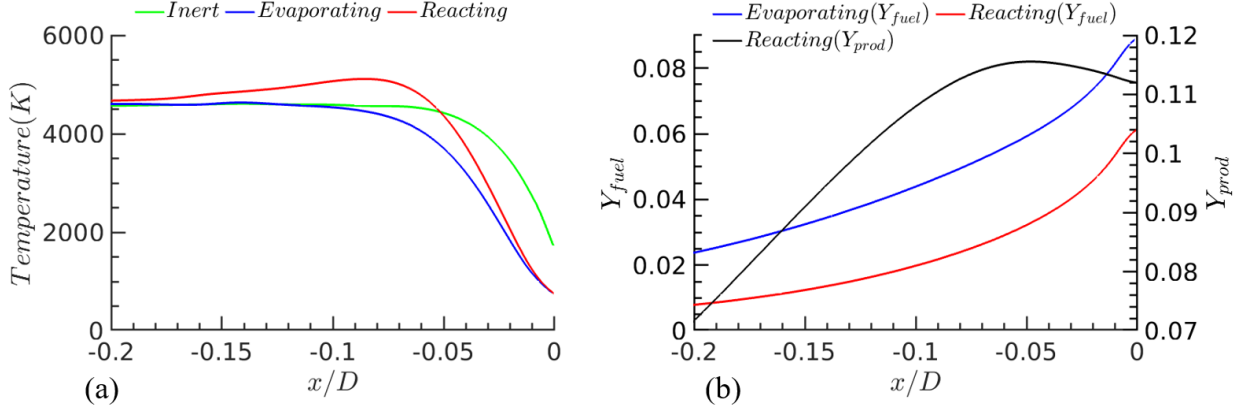 Inert Evaporating Reacting
6000
4000
2000
0
Temperature(K)
-0.2 -0.15 -0.1 -0.05 0
x/D
(a)
Evaporating(Y_fuel) Reacting(Y_fuel)
Reacting(Y_prod)
0.08
0.06
0.04
0.02
0
Y_fuel
0.12
0.11
0.1
0.09
0.08
0.07
Y_prod
-0.2 -0.15 -0.1 -0.05 0
x/D
(b)